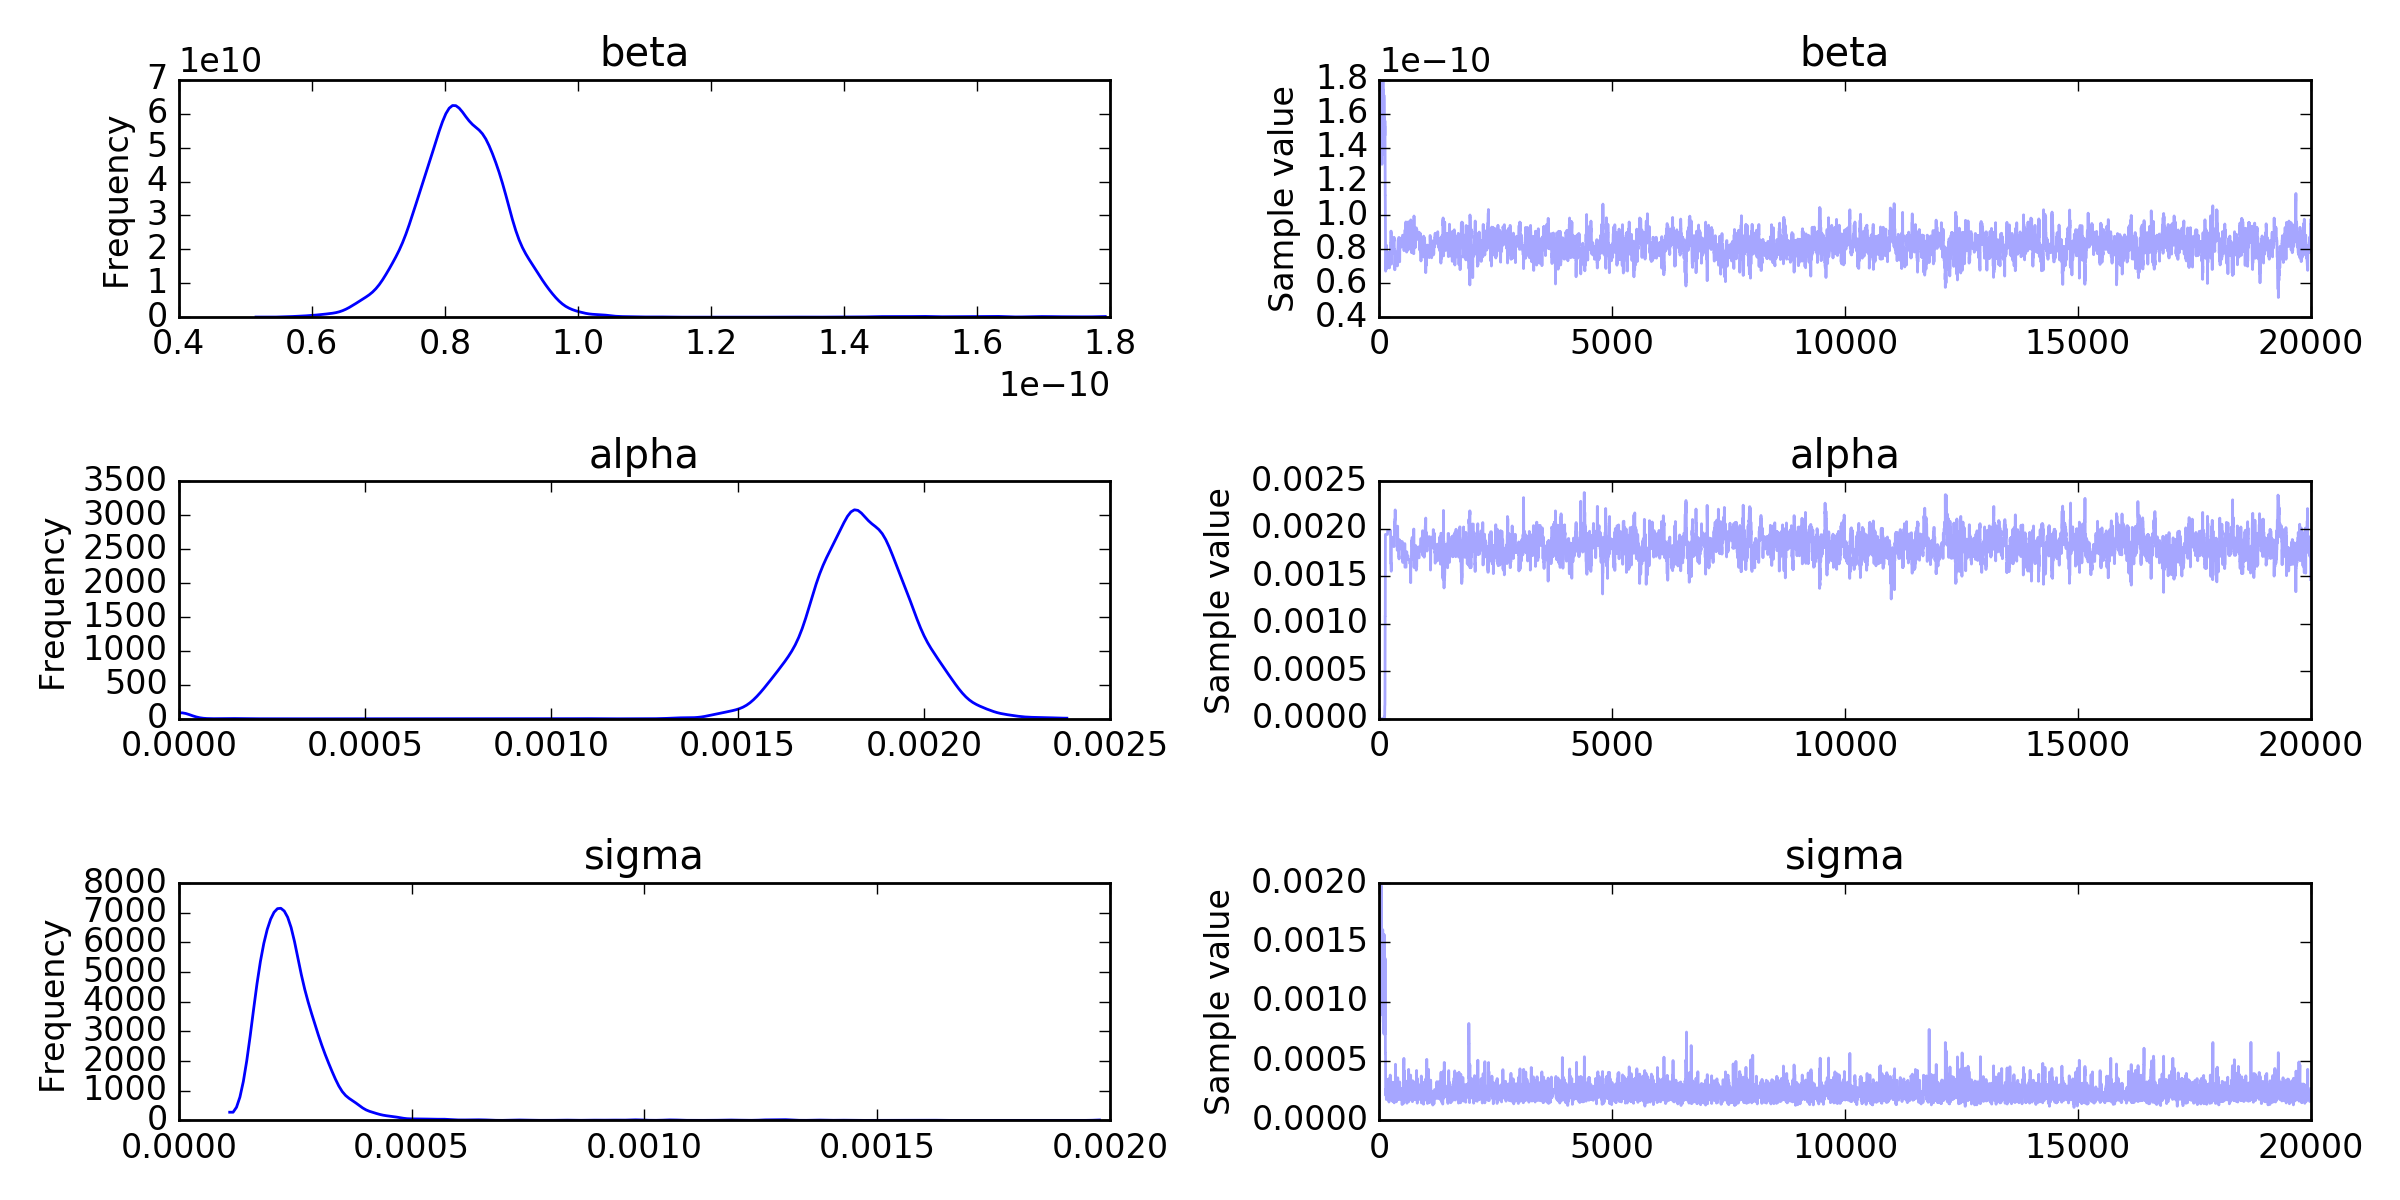 beta
1e10
7
6
5
4
3
2
1
0
Frequency
0.4 0.6 0.8 1.0 1.2 1.4 1.6 1.8
1e−10
beta
1e−10
1.8
1.6
1.4
1.2
1.0
0.8
0.6
0.4
Sample value
0 5000 10000 15000 20000
alpha
3500
3000
2500
2000
1500
1000
500
0
Frequency
0.0000 0.0005 0.0010 0.0015 0.0020 0.0025
alpha
0.0025
0.0020
0.0015
0.0010
0.0005
0.0000
Sample value
0 5000 10000 15000 20000
sigma
8000
7000
6000
5000
4000
3000
2000
1000
0
Frequency
0.0000 0.0005 0.0010 0.0015 0.0020
sigma
0.0020
0.0015
0.0010
0.0005
0.0000
Sample value
0 5000 10000 15000 20000